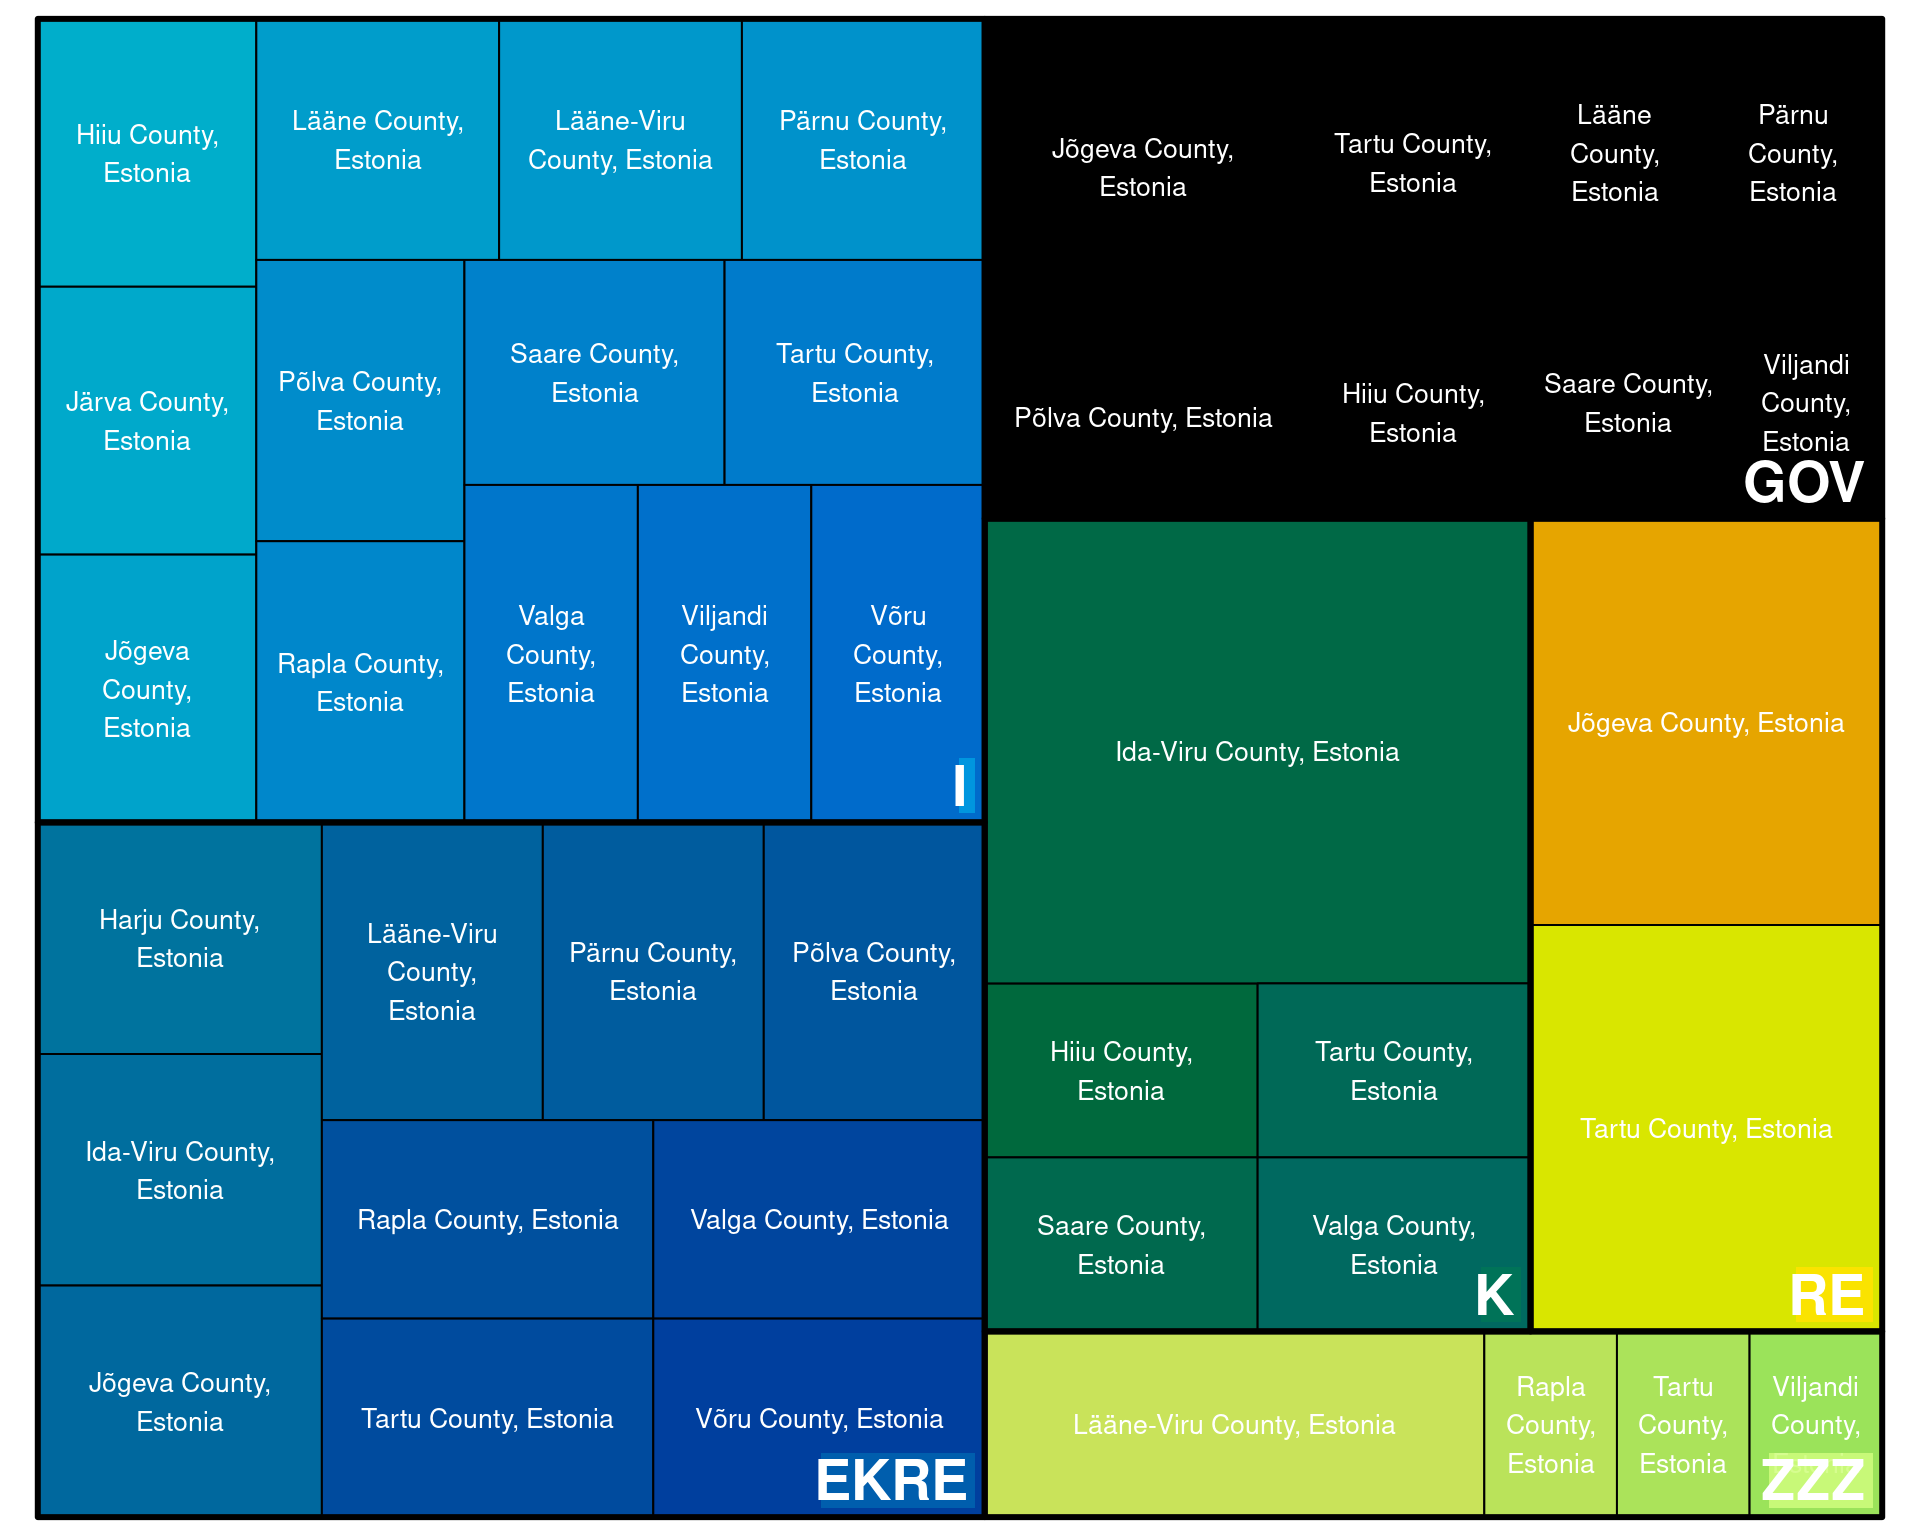 Hiiu County,
Estonia
Järva County,
Estonia
Jõgeva
County,
Estonia
Lääne County,
Estonia
Lääne-Viru
County, Estonia
Pärnu County,
Estonia
Põlva County,
Estonia
Rapla County,
Estonia
Saare County,
Estonia
Tartu County,
Estonia
Valga
County,
Estonia
Viljandi
County,
Estonia
Võru
County,
Estonia
I
Harju County,
Estonia
Ida-Viru County,
Estonia
Jõgeva County,
Estonia
Lääne-Viru
County,
Estonia
Pärnu County,
Estonia
Põlva County,
Estonia
Rapla County, Estonia
Valga County, Estonia
Tartu County, Estonia
Võru County, Estonia
EKRE
Jõgeva County,
Estonia
Tartu County,
Estonia
Lääne
County,
Estonia
Pärnu
County,
Estonia
Põlva County, Estonia
Hiiu County,
Estonia
Saare County,
Estonia
Viljandi
County,
Estonia
GOV
Ida-Viru County, Estonia
Hiiu County,
Estonia
Tartu County,
Estonia
Saare County,
Estonia
Valga County,
Estonia
K
Jõgeva County, Estonia
Tartu County, Estonia
RE
Lääne-Viru County, Estonia
Rapla
County,
Estonia
Tartu
County,
Estonia
Viljandi
County,
ZZZ